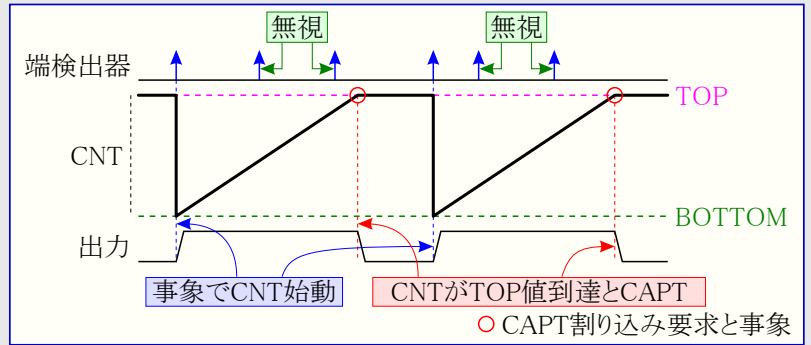 無視
無視
端検出器
TOP
CNT
BOTTOM
出力
事象でCNT始動
CNTがTOP値到達とCAPT
CAPT割り込み要求と事象